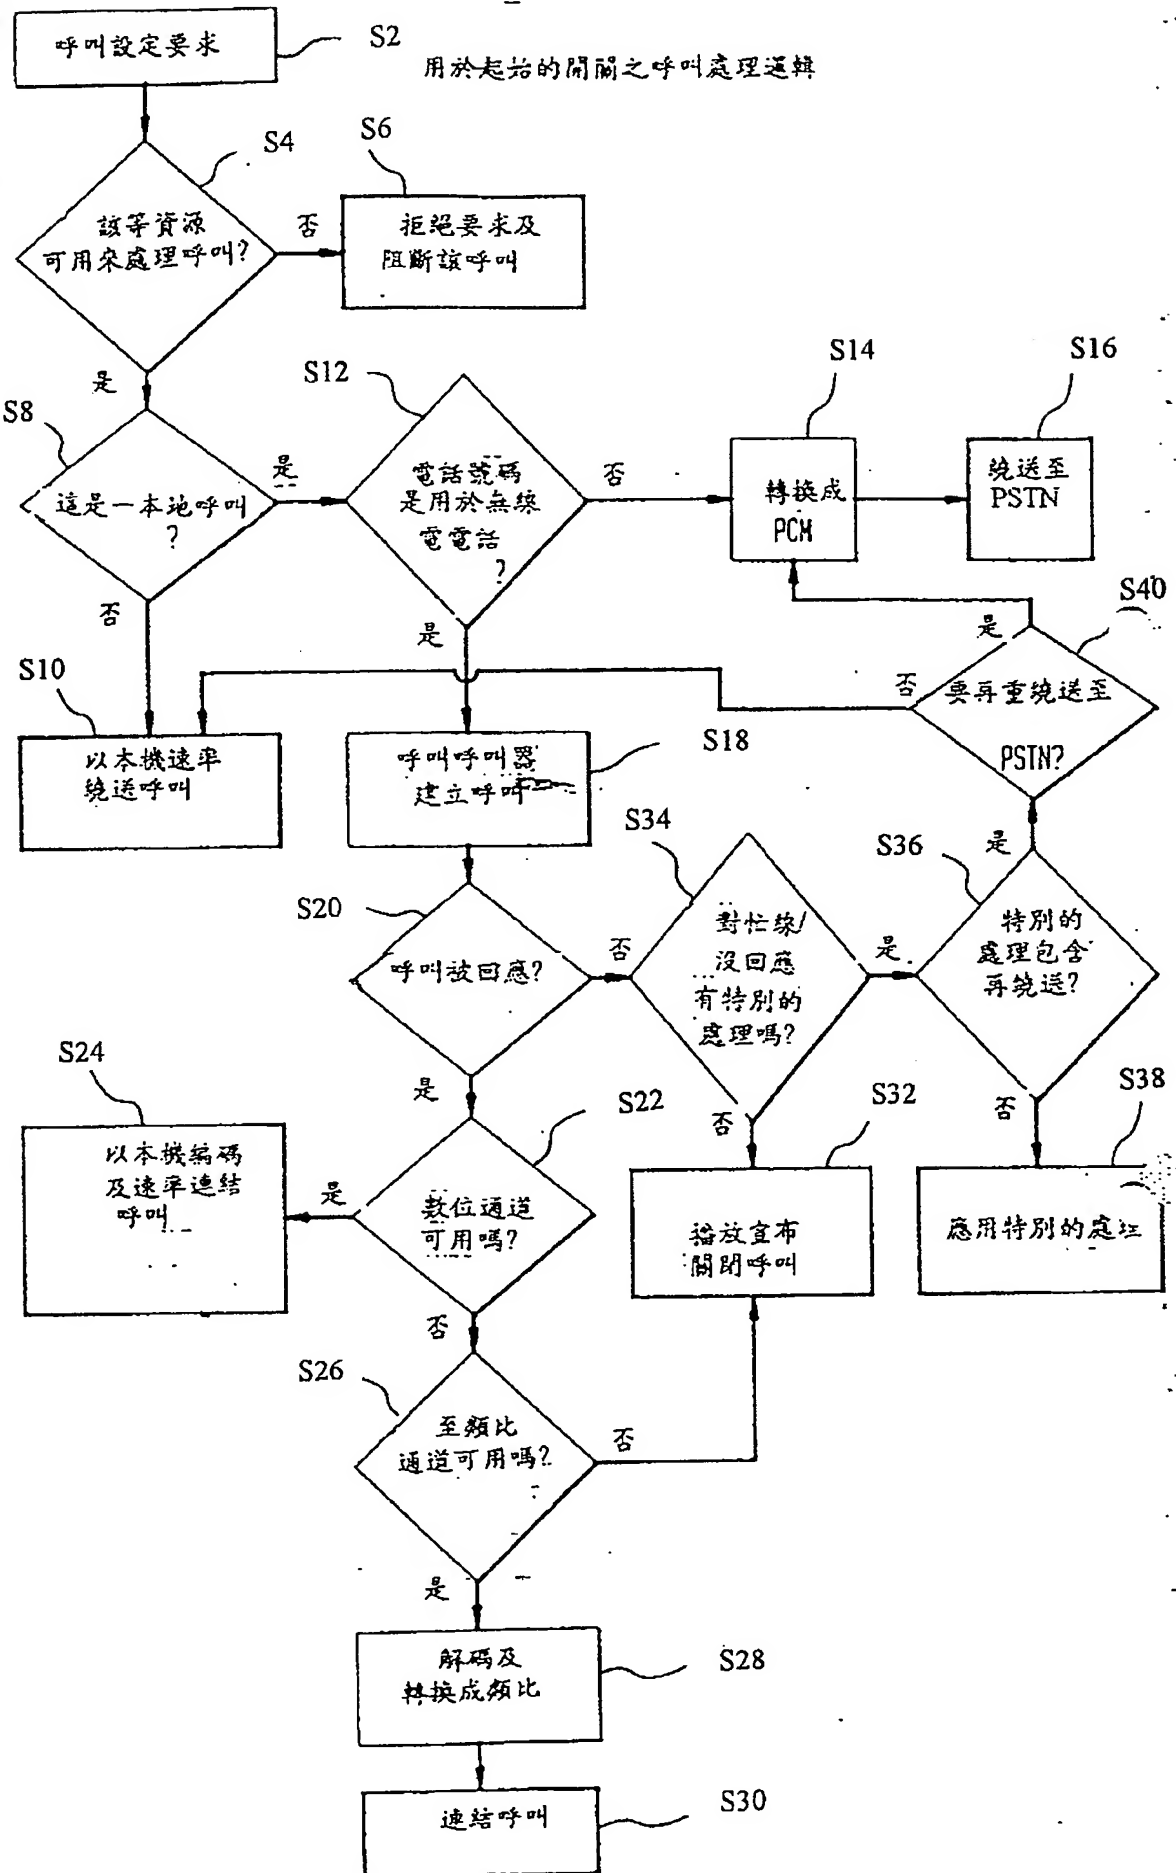 呼叫設定要求
S2
用於起始的開關之呼叫處理邏輯
S4
該等資源
可用來處理呼叫?
否
S6
拒絕要求及
阻斷該呼叫
是
S8
這是一本地呼叫
?
是
S12
電話號碼
是用於無線
電電話
?
否
S14
轉換成
PCM
S16
繞送至
PSTN
否
S10
以本機速率
繞送呼叫
是
S40
是
否
要再重繞送至
PSTN?
S18
呼叫呼叫器
建立呼叫
S20
呼叫被回應?
否
S34
對忙線/
沒回應
有特別的
處理嗎?
是
S36
是
特別的
處理包含
再繞送?
S24
以本機編碼
及速率連結
呼叫
是
是
S22
數位通道
可用嗎?
否
S32
播放宣布
關閉呼叫
否
S38
應用特別的處理
否
S26
至類比
通道可用嗎?
否
是
S28
解碼及
轉換成類比
S30
連結呼叫